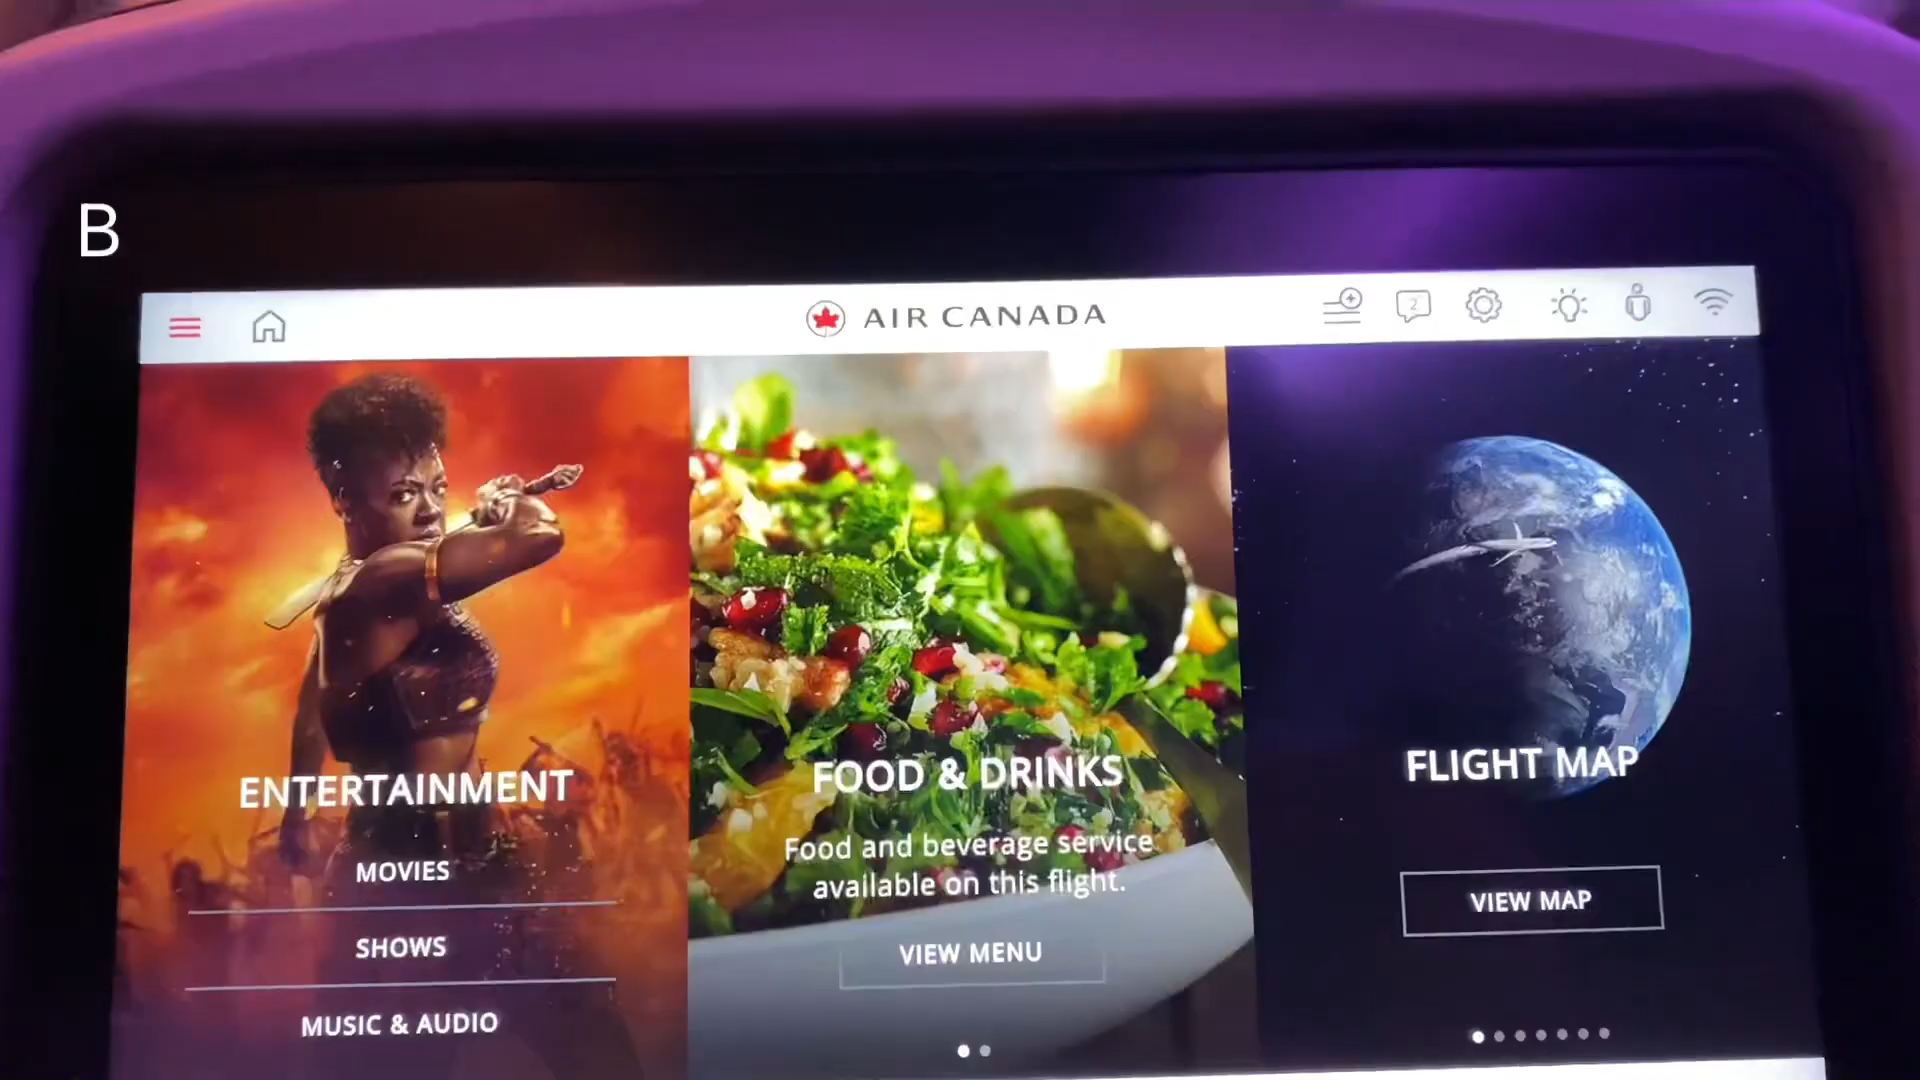 B
AIR CANADA
2
ENTERTAINMENT
MOVIES
SHOWS
MUSIC & AUDIO
FOOD & DRINKS
Food and beverage service
available on this flight.
VIEW MENU
FLIGHT MAP
VIEW MAP